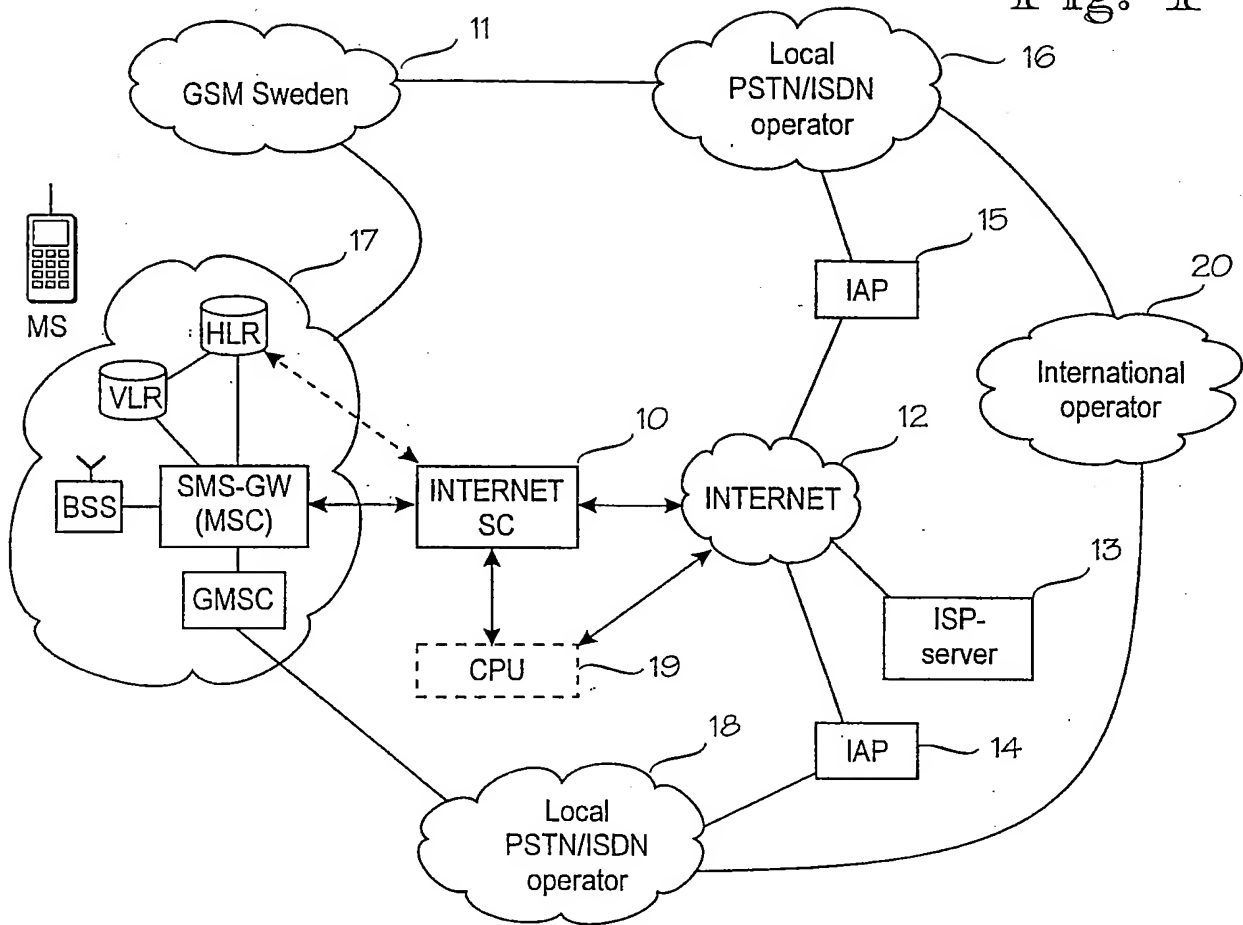 Fig. 1
11
GSM Sweden
Local
PSTN/ISDN
operator
16
MS
17
HLR
VLR
BSS
SMS-GW
(MSC)
GMSC
15
IAP
20
International
operator
10
INTERNET
SC
12
INTERNET
13
ISP-
server
CPU
19
18
Local
PSTN/ISDN
operator
IAP
14